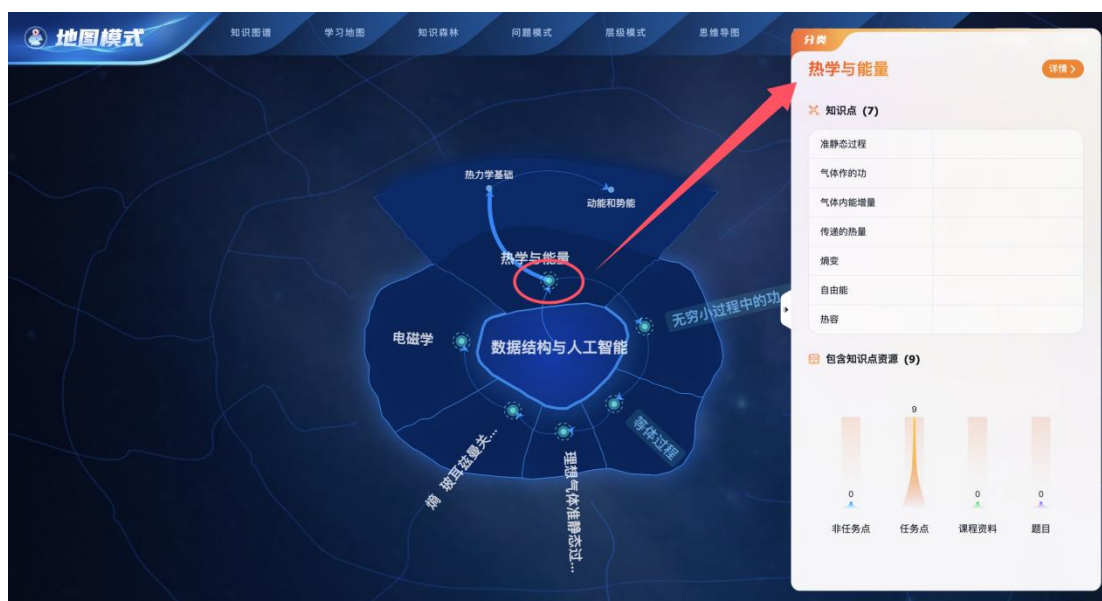 地图模式
知识图谱
学习地图
知识森林
问题模式
层级模式
思维导图
热力学基础
动能和势能
热学与能量
无穷小过程中的功
电磁学
数据结构与人工智能
等体过程
熵 玻耳兹曼关...
理想气体准静态过...
分类
热学与能量
详情 >
知识点 (7)
准静态过程
气体作的功
气体内能增量
传递的热量
熵变
自由能
热容
包含知识点资源 (9)
0
9
0
0
非任务点
任务点
课程资料
题目